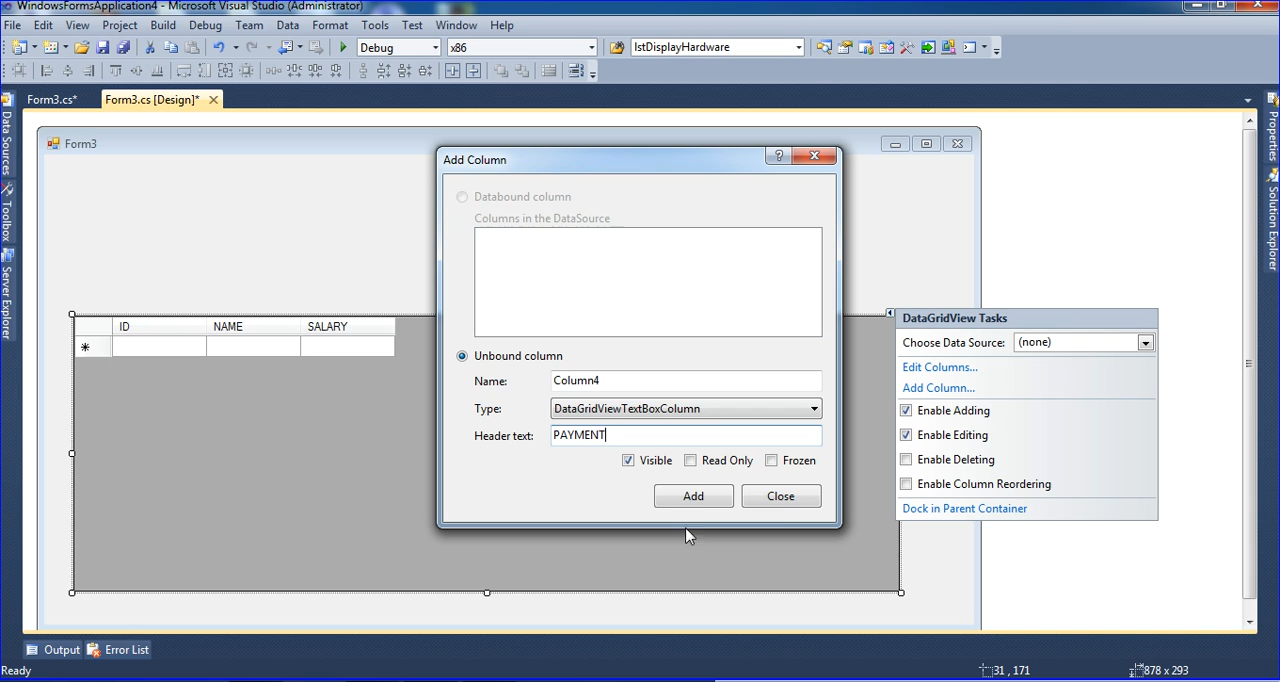 WindowsFormsApplication4 - Microsoft Visual Studio (Administrator)
File Edit View Project Build Debug Team Data Format Tools Test Window Help
Debug x86 lstDisplayHardware
Form3.cs* Form3.cs [Design]*
Data Sources
Toolbox
Server Explorer
Properties
Solution Explorer
Form3
Add Column
Databound column
Columns in the DataSource
Unbound column
Name: Column4
Type: DataGridViewTextBoxColumn
Header text: PAYMENT
Visible Read Only Frozen
Add Close
ID NAME SALARY
DataGridView Tasks
Choose Data Source: (none)
Edit Columns...
Add Column...
Enable Adding
Enable Editing
Enable Deleting
Enable Column Reordering
Dock in Parent Container
Output Error List
Ready 31 , 171 878 x 293